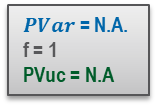 PVar = N.A.
f = 1
PVuc = N.A